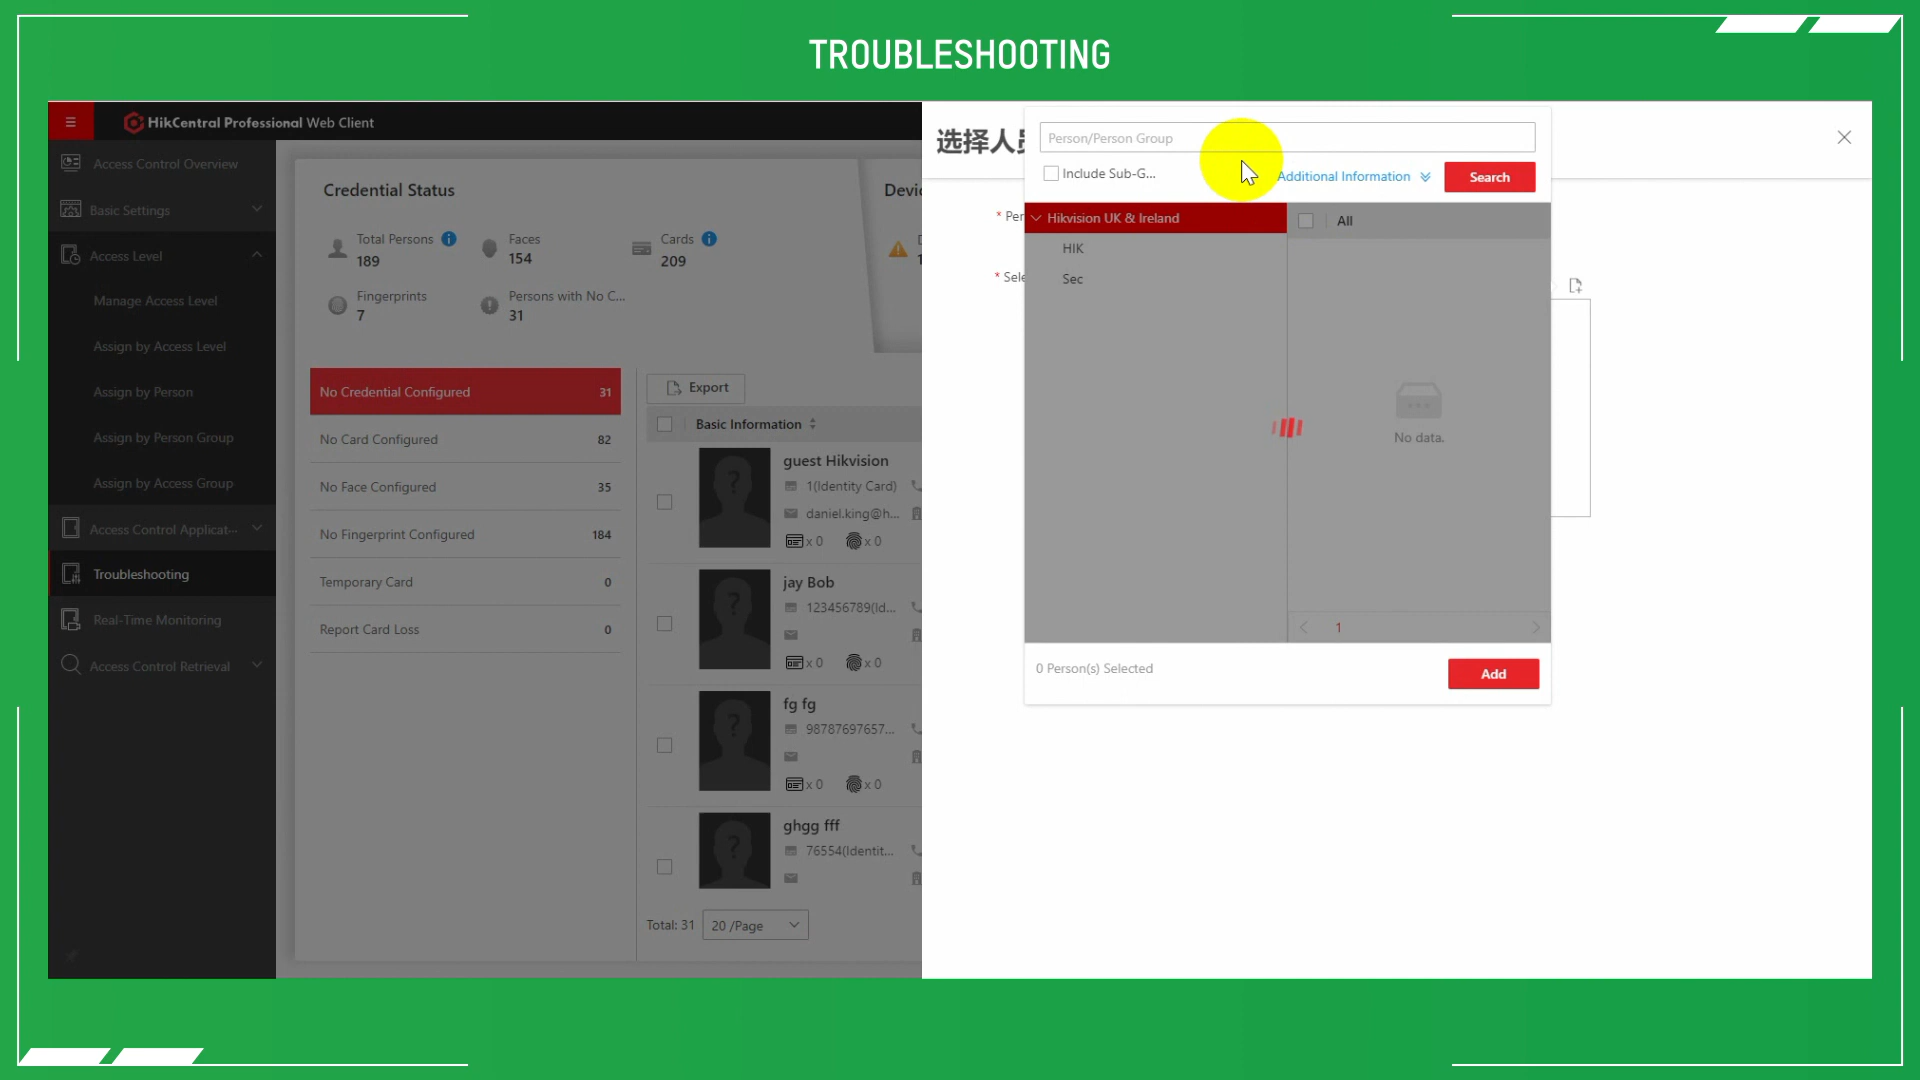 TROUBLESHOOTING
HikCentral Professional Web Client
Access Control Overview
Basic Settings
Access Level
Manage Access Level
Assign by Access Level
Assign by Person
Assign by Person Group
Assign by Access Group
Access Control Applicat...
Troubleshooting
Real-Time Monitoring
Access Control Retrieval
Credential Status
Total Persons
189
Faces
154
Cards
209
Fingerprints
7
Persons with No C...
31
No Credential Configured 31
No Card Configured 82
No Face Configured 35
No Fingerprint Configured 184
Temporary Card 0
Report Card Loss 0
Export
Basic Information
guest Hikvision
1(Identity Card)
daniel.king@h...
x 0 x 0
jay Bob
123456789(Id...
x 0 x 0
fg fg
98787697657...
x 0 x 0
ghgg fff
76554(Identit...
Total: 31 20 /Page
选择人
* Per
* Sele
Person/Person Group
Include Sub-G...
Additional Information
Search
Hikvision UK & Ireland
HIK
Sec
All
No data.
1
0 Person(s) Selected
Add